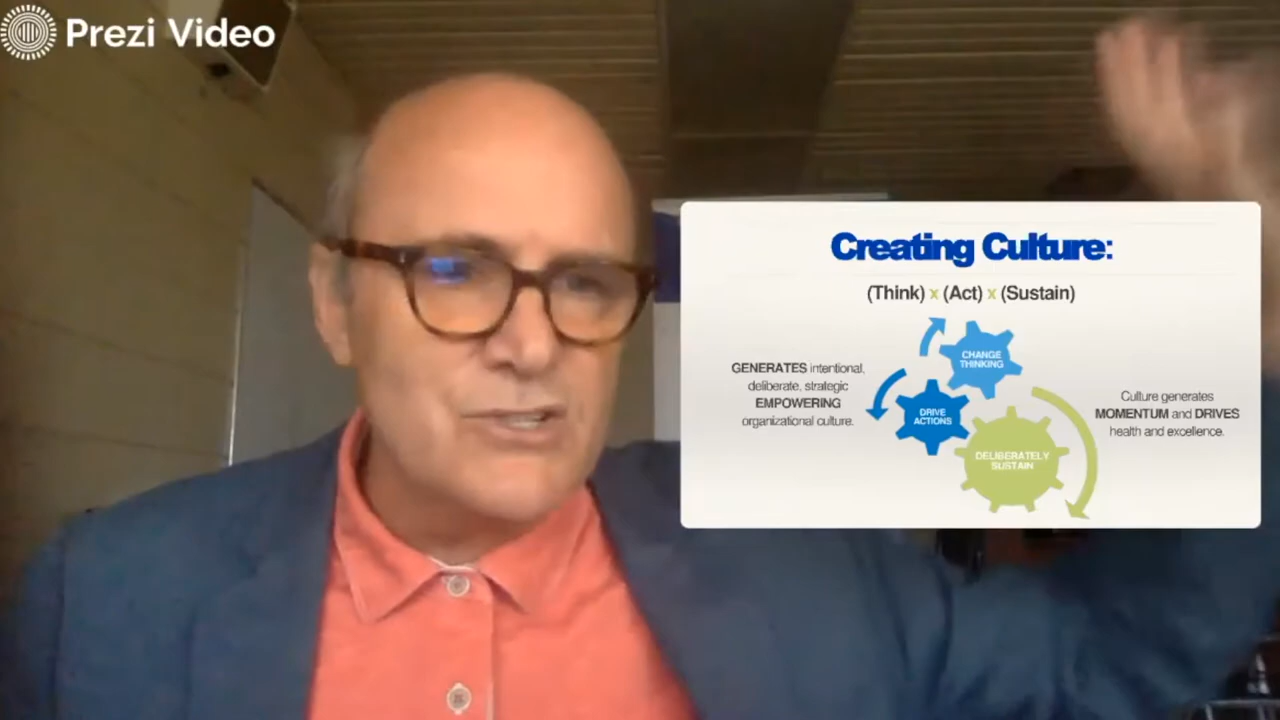 Prezi Video
Creating Culture:
(Think) x (Act) x (Sustain)
CHANGE
THINKING
GENERATES intentional,
deliberate, strategic
EMPOWERING
organizational culture.
DRIVE
ACTIONS
Culture generates
MOMENTUM and DRIVES
health and excellence.
DELIBERATELY
SUSTAIN